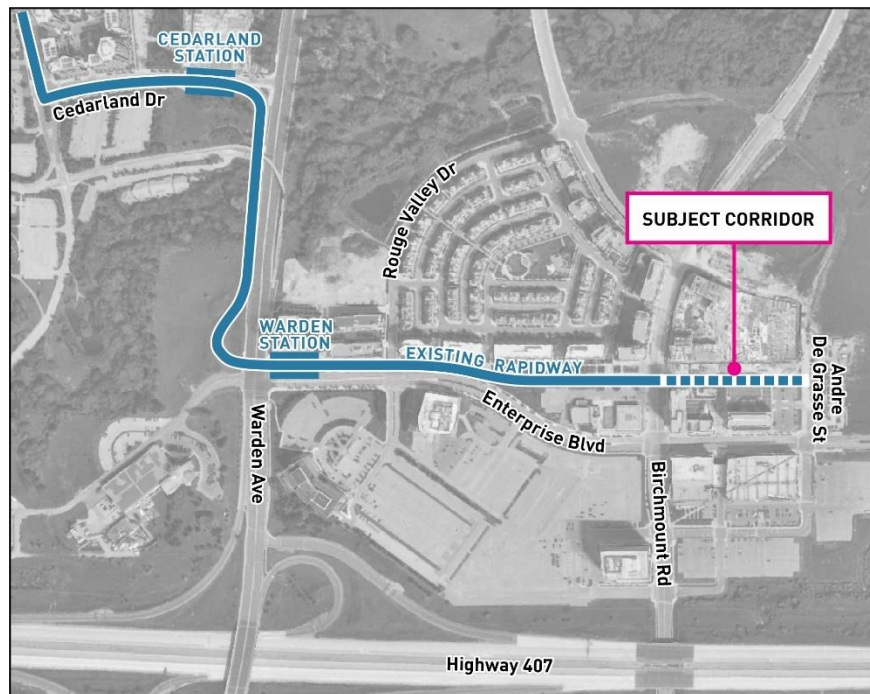 CEDARLAND
STATION
Cedarland Dr
Rouge Valley Dr
SUBJECT CORRIDOR
WARDEN
STATION
EXISTING RAPIDWAY
Andre
De Grasse St
Enterprise Blvd
Warden Ave
Birchmount Rd
Highway 407